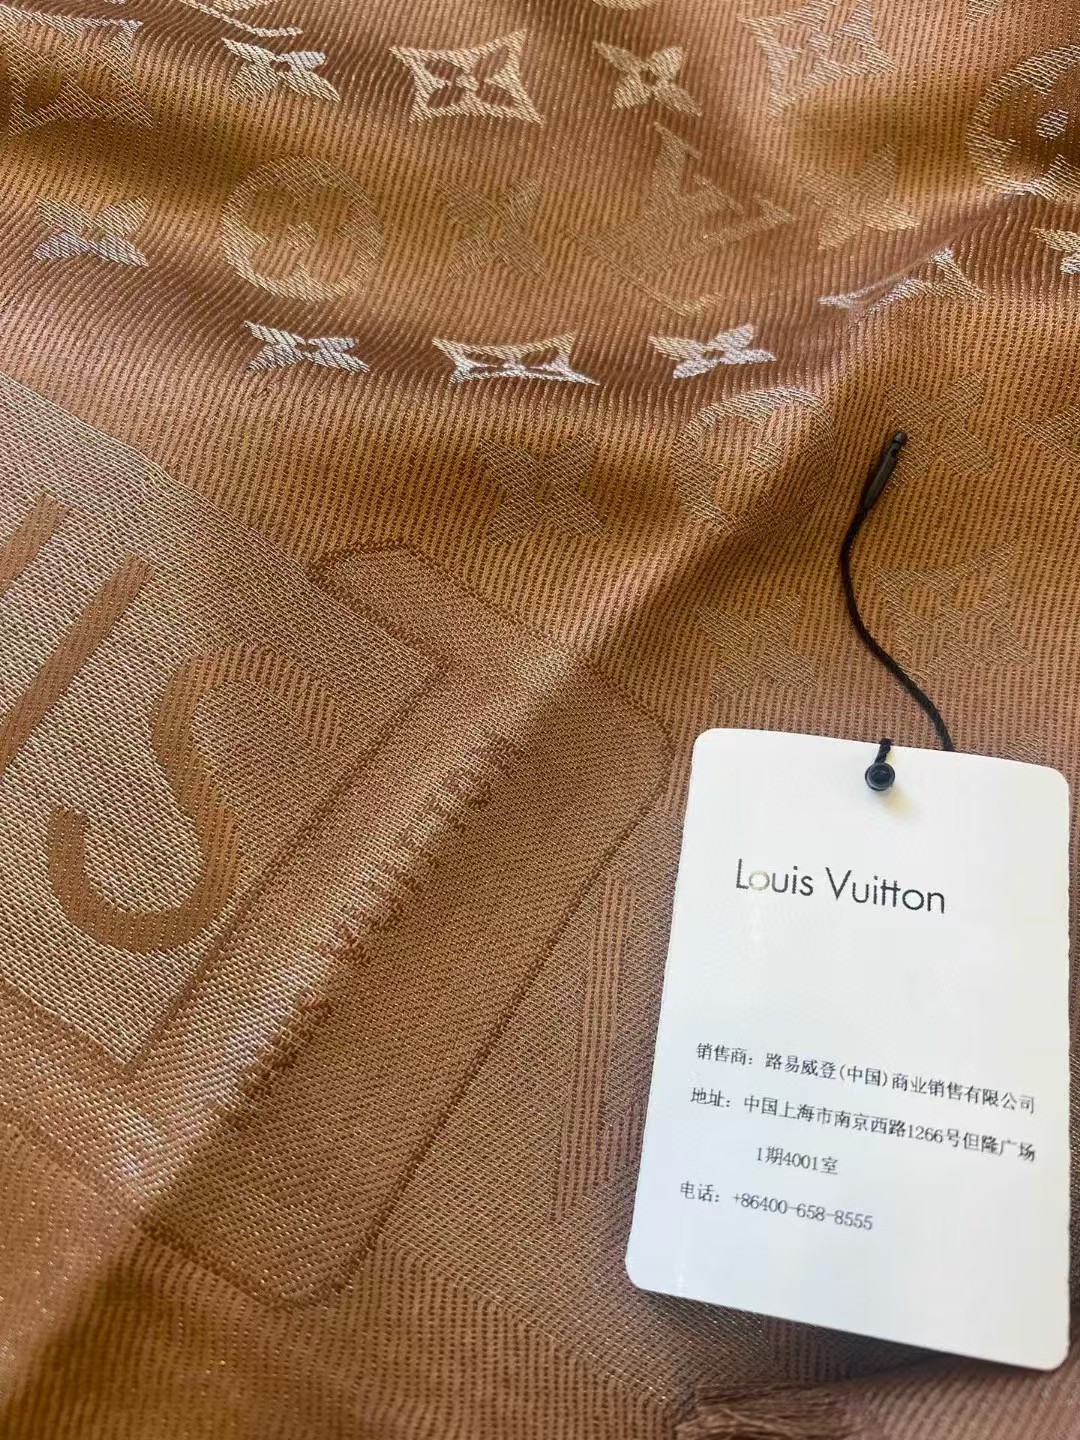 Louis Vuitton
销售商：路易威登(中国)商业销售有限公司
地址：中国上海市南京西路1266号但隆广场
1期4001室
电话：+86400-658-8555